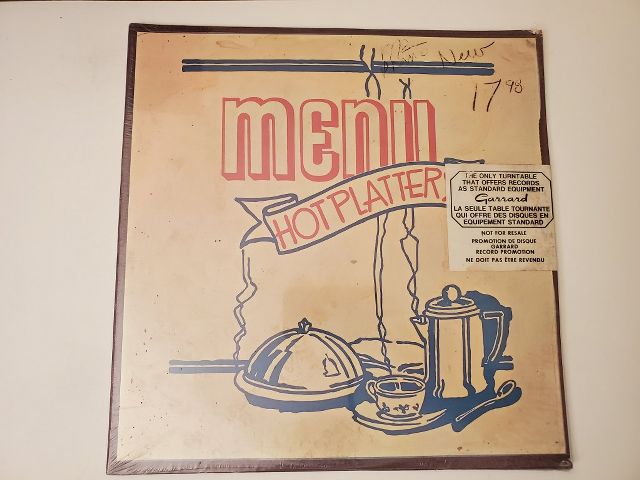 New
17 98
MENU
HOT PLATTERS
THE ONLY TURNTABLE
THAT OFFERS RECORDS
AS STANDARD EQUIPMENT
Garrard
LA SEULE TABLE TOURNANTE
QUI OFFRE DES DISQUES EN
EQUIPEMENT STANDARD
NOT FOR RESALE
PROMOTION DE DISQUE
GARRARD
RECORD PROMOTION
NE DOIT PAS ÊTRE REVENDU